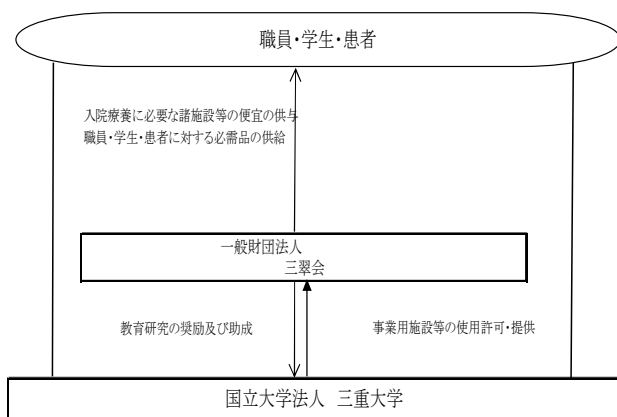 職員・学生・患者
入院療養に必要な諸施設等の便宜の供与
職員・学生・患者に対する必需品の供給
一般財団法人
三翠会
教育研究の奨励及び助成
事業用施設等の使用許可・提供
国立大学法人 三重大学